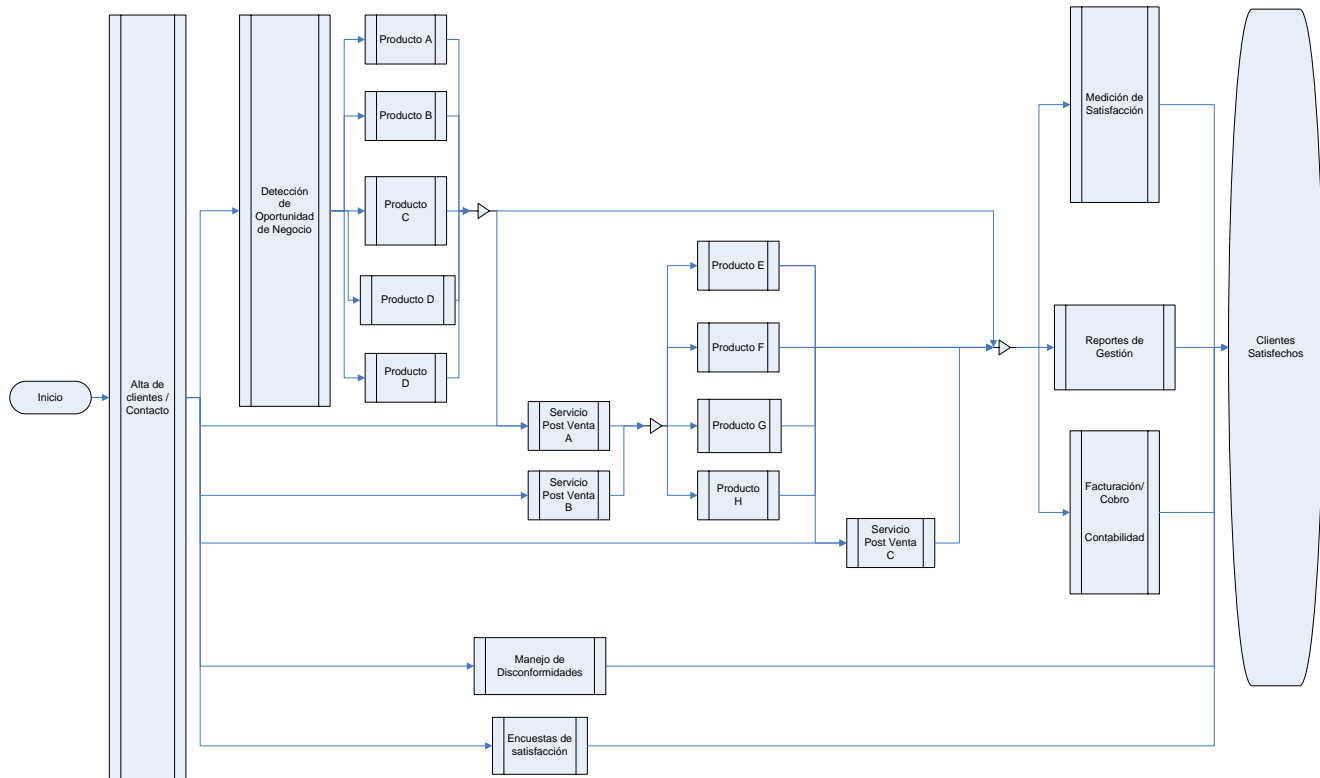 Inicio
Alta de
clientes /
Contacto
Detección
de
Oportunidad
de Negocio
Producto A
Producto B
Producto
C
Producto D
Producto
D
Servicio
Post Venta
A
Servicio
Post Venta
B
Producto E
Producto F
Producto G
Producto
H
Servicio
Post Venta
C
Manejo de
Disconformidades
Encuestas de
satisfacción
Medición de
Satisfacción
Reportes de
Gestión
Facturación/
Cobro
Contabilidad
Clientes
Satisfechos